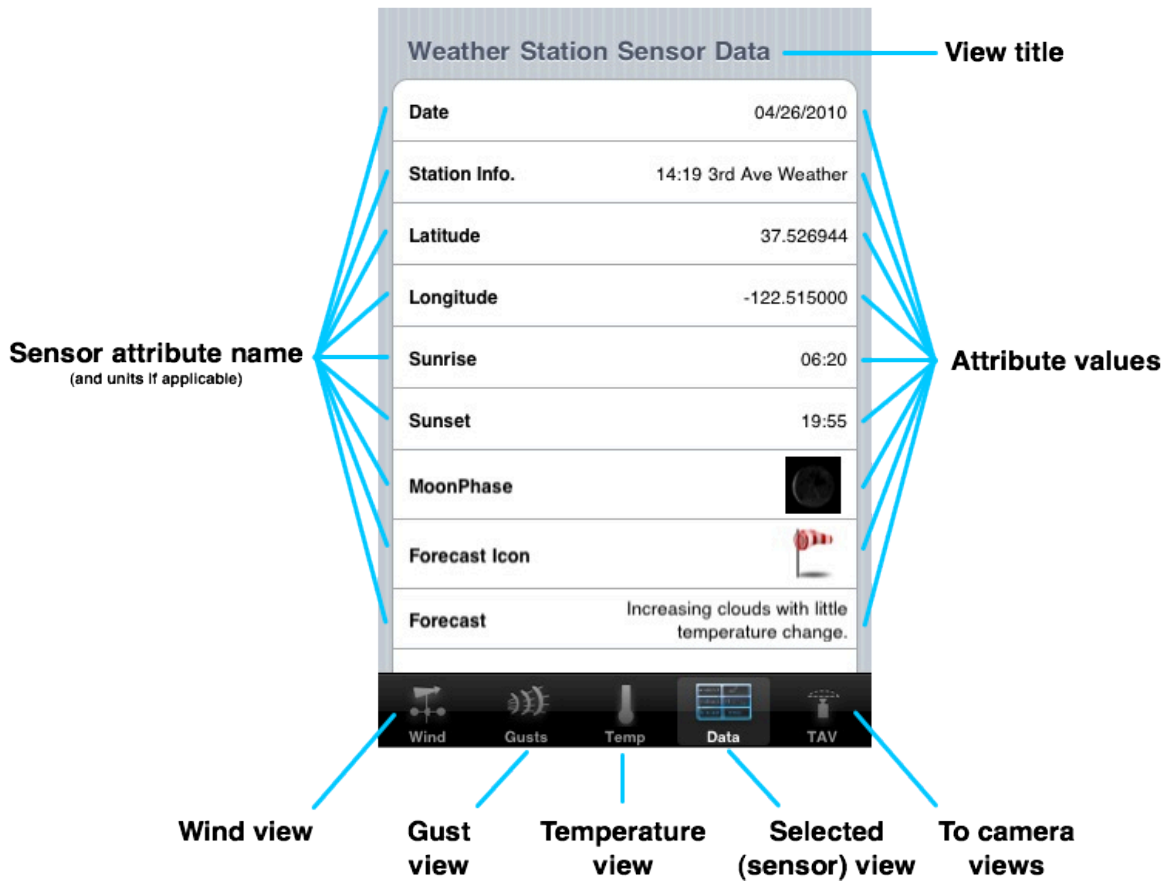 Weather Station Sensor Data
View title
Date 04/26/2010
Station Info. 14:19 3rd Ave Weather
Latitude 37.526944
Longitude -122.515000
Sensor attribute name
(and units if applicable)
Sunrise 06:20
Attribute values
Sunset 19:55
MoonPhase
Forecast Icon
Forecast Increasing clouds with little
temperature change.
Wind Gusts Temp Data TAV
Wind view
Gust
view
Temperature
view
Selected
(sensor) view
To camera
views